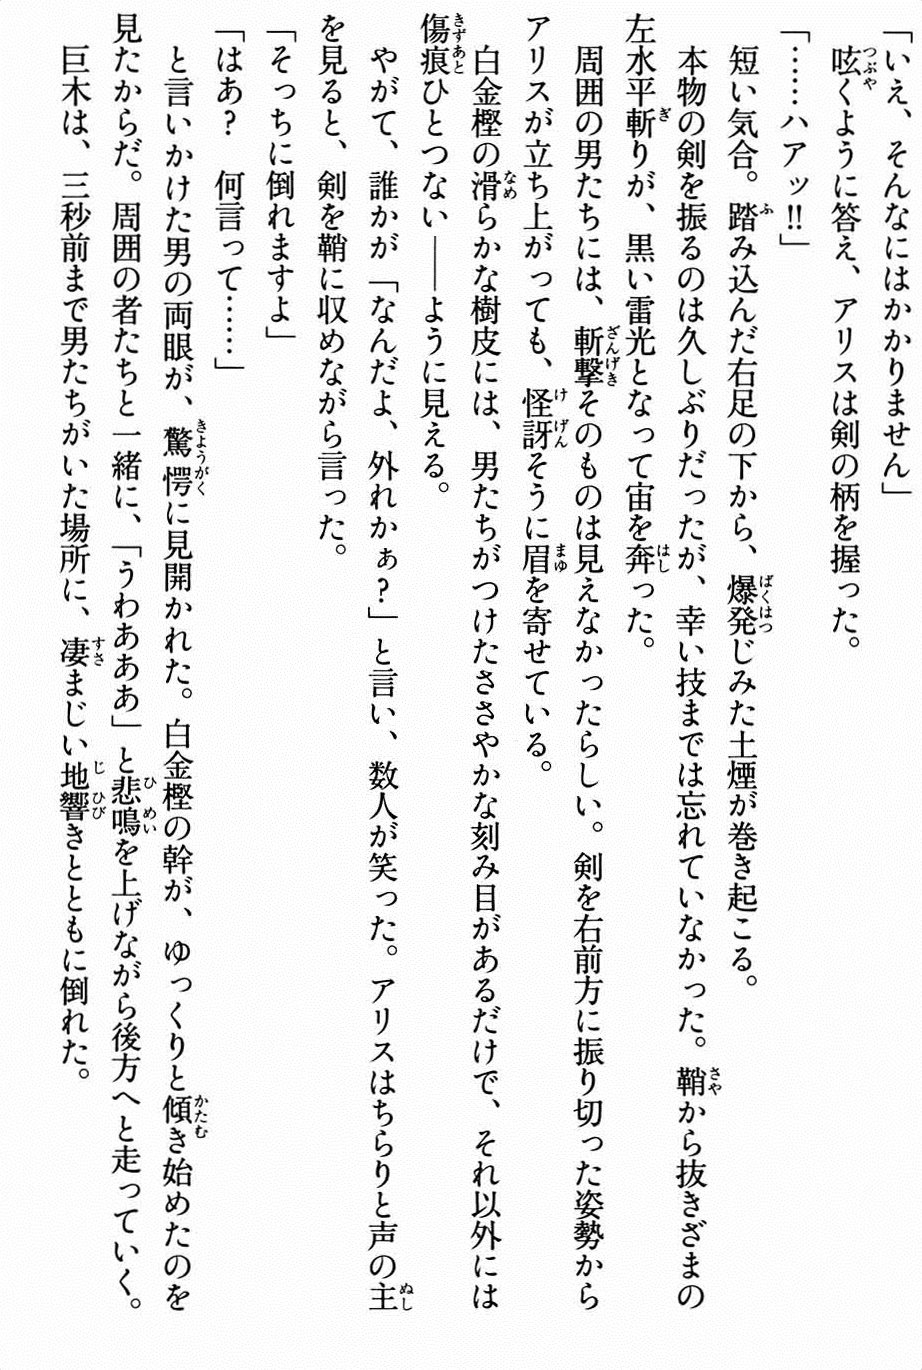 「いえ、そんなにはかかりません」
呟くように答え、アリスは剣の柄を握った。
「……ハアッ!!」
短い気合。踏み込んだ右足の下から、爆発じみた土煙が巻き起こる。
本物の剣を振るのは久しぶりだったが、幸い技までは忘れていなかった。鞘から抜きざまの
左水平斬りが、黒い雷光となって宙を奔った。
周囲の男たちには、斬撃そのものは見えなかったらしい。剣を右前方に振り切った姿勢から
アリスが立ち上がっても、怪訝そうに眉を寄せている。
白金樫の滑らかな樹皮には、男たちがつけたささやかな刻み目があるだけで、それ以外には
傷痕ひとつない――ように見える。
やがて、誰かが「なんだよ、外れかぁ?」と言い、数人が笑った。アリスはちらりと声の主
を見ると、剣を鞘に収めながら言った。
「そっちに倒れますよ」
「はあ? 何言って……」
と言いかけた男の両眼が、驚愕に見開かれた。白金樫の幹が、ゆっくりと傾き始めたのを
見たからだ。周囲の者たちと一緒に、「うわあああ」と悲鳴を上げながら後方へと走っていく。
巨木は、三秒前まで男たちがいた場所に、凄まじい地響きとともに倒れた。